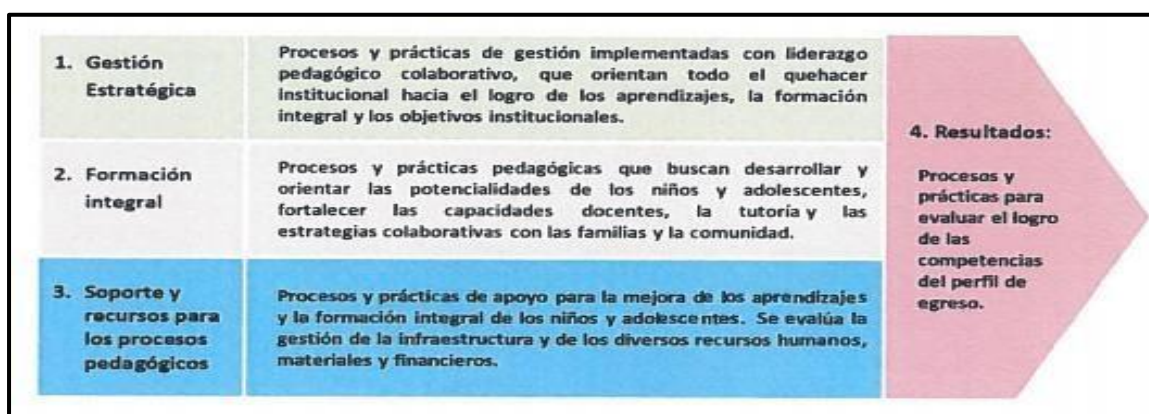 1. Gestión
Estratégica
Procesos y prácticas de gestión implementadas con liderazgo
pedagógico colaborativo, que orientan todo el quehacer
institucional hacia el logro de los aprendizajes, la formación
integral y los objetivos institucionales.
2. Formación
integral
Procesos y prácticas pedagógicas que buscan desarrollar y
orientar las potencialidades de los niños y adolescentes,
fortalecer las capacidades docentes, la tutoría y las
estrategias colaborativas con las familias y la comunidad.
3. Soporte y
recursos para
los procesos
pedagógicos
Procesos y prácticas de apoyo para la mejora de los aprendizajes
y la formación integral de los niños y adolescentes. Se evalúa la
gestión de la infraestructura y de los diversos recursos humanos,
materiales y financieros.
4. Resultados:
Procesos y
prácticas para
evaluar el logro
de las
competencias
del perfil de
egreso.